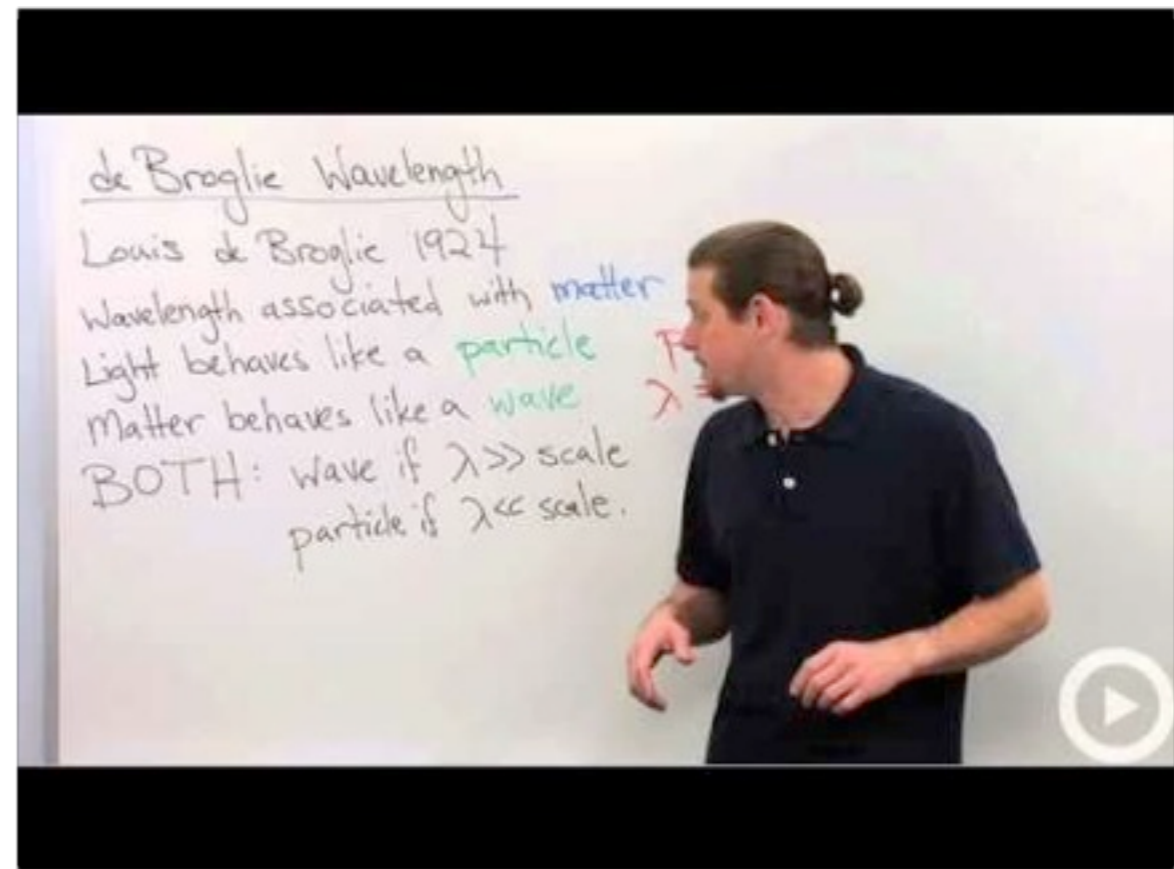 de Broglie Wavelength
Louis de Broglie 1924
Wavelength associated with matter
Light behaves like a particle
Matter behaves like a wave λ
BOTH: Wave if λ>> scale
particle if λ<< scale.